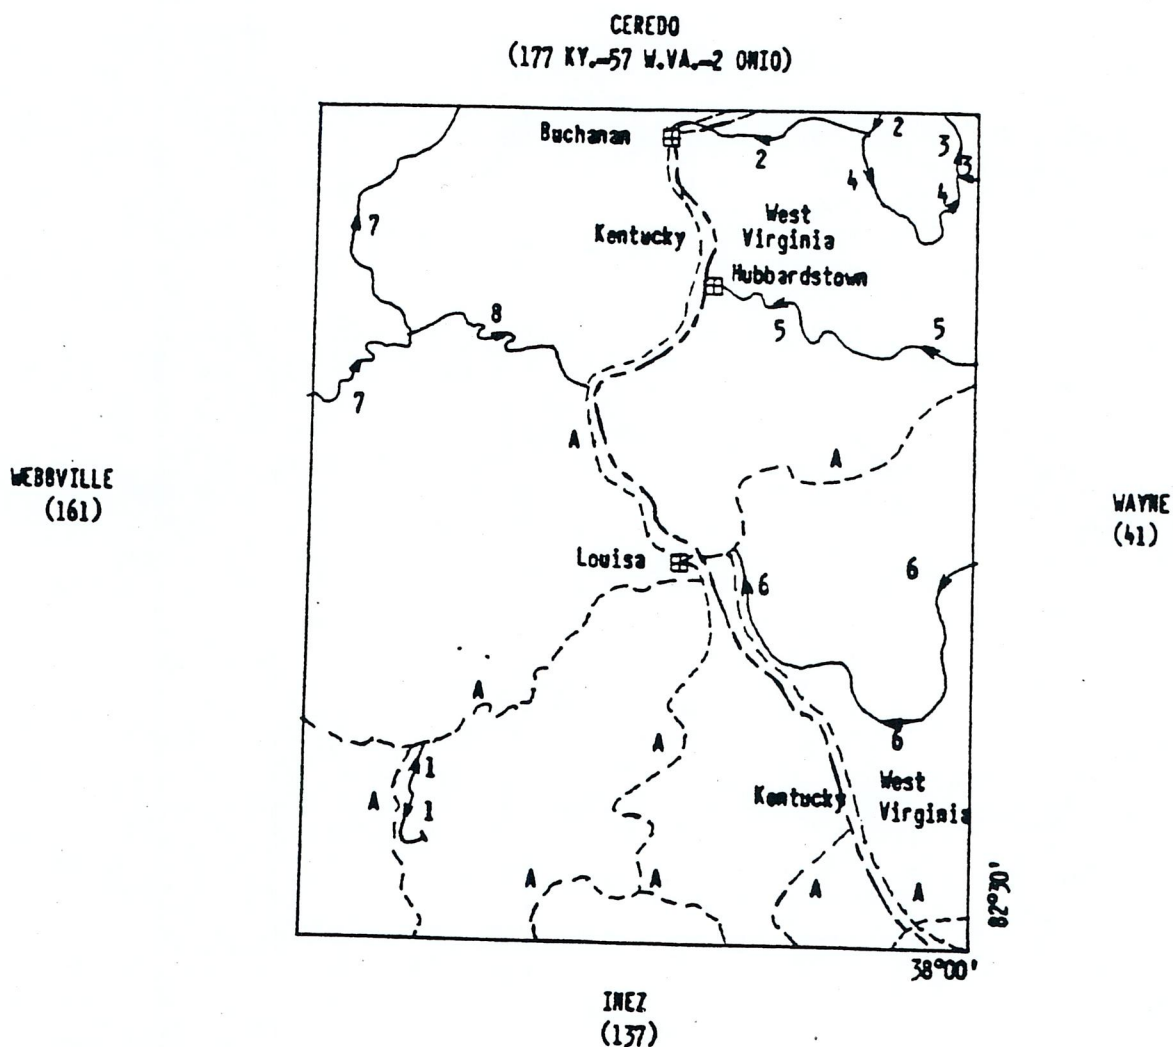 CEREDO
(177 KY.-57 W.VA.-2 OHIO)
Buchanan
2
2
3
3
4
4
7
Kentucky
West
Virginia
Hubbardstown
8
5
5
7
A
A
WEBBVILLE
(161)
WAYNE
(41)
Louisa
6
6
A
A
6
1
A
1
Kentucky
West
Virginia
A
A
A
A
82°30'
38°00'
INEZ
(137)